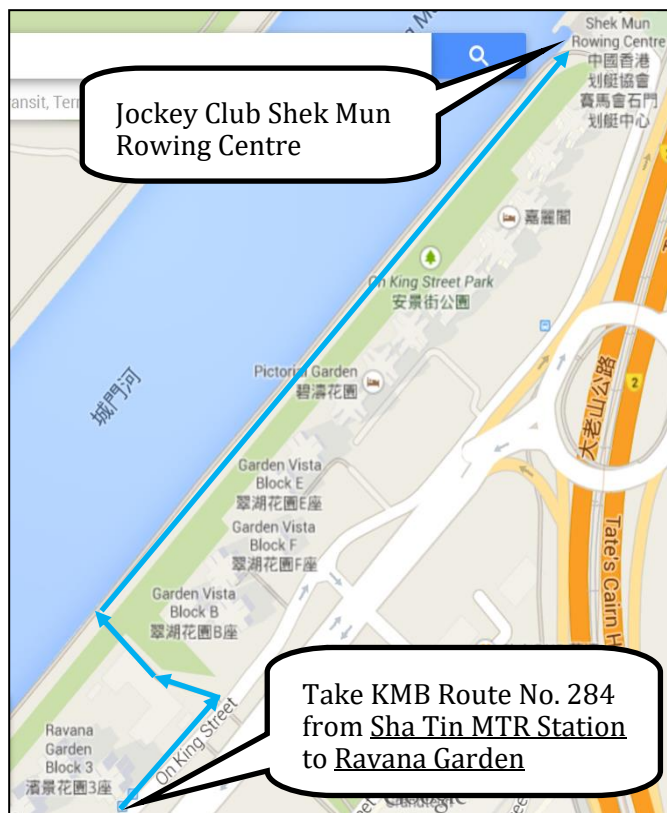 Shek Mun
Rowing Centre
中國香港
划艇協會
賽馬會石門
划艇中心
ansit, Ter
Jockey Club Shek Mun
Rowing Centre
嘉麗閣
On King Street Park
安景街公園
Pictorial Garden
碧濤花園
城門河
2
大老山公路
Garden Vista
Block E
翠湖花園E座
Garden Vista
Block F
翠湖花園F座
Tate's Cairn H
Garden Vista
Block B
翠湖花園B座
Take KMB Route No. 284
from Sha Tin MTR Station
to Ravana Garden
On King Street
Ravana
Garden
Block 3
濱景花園3座